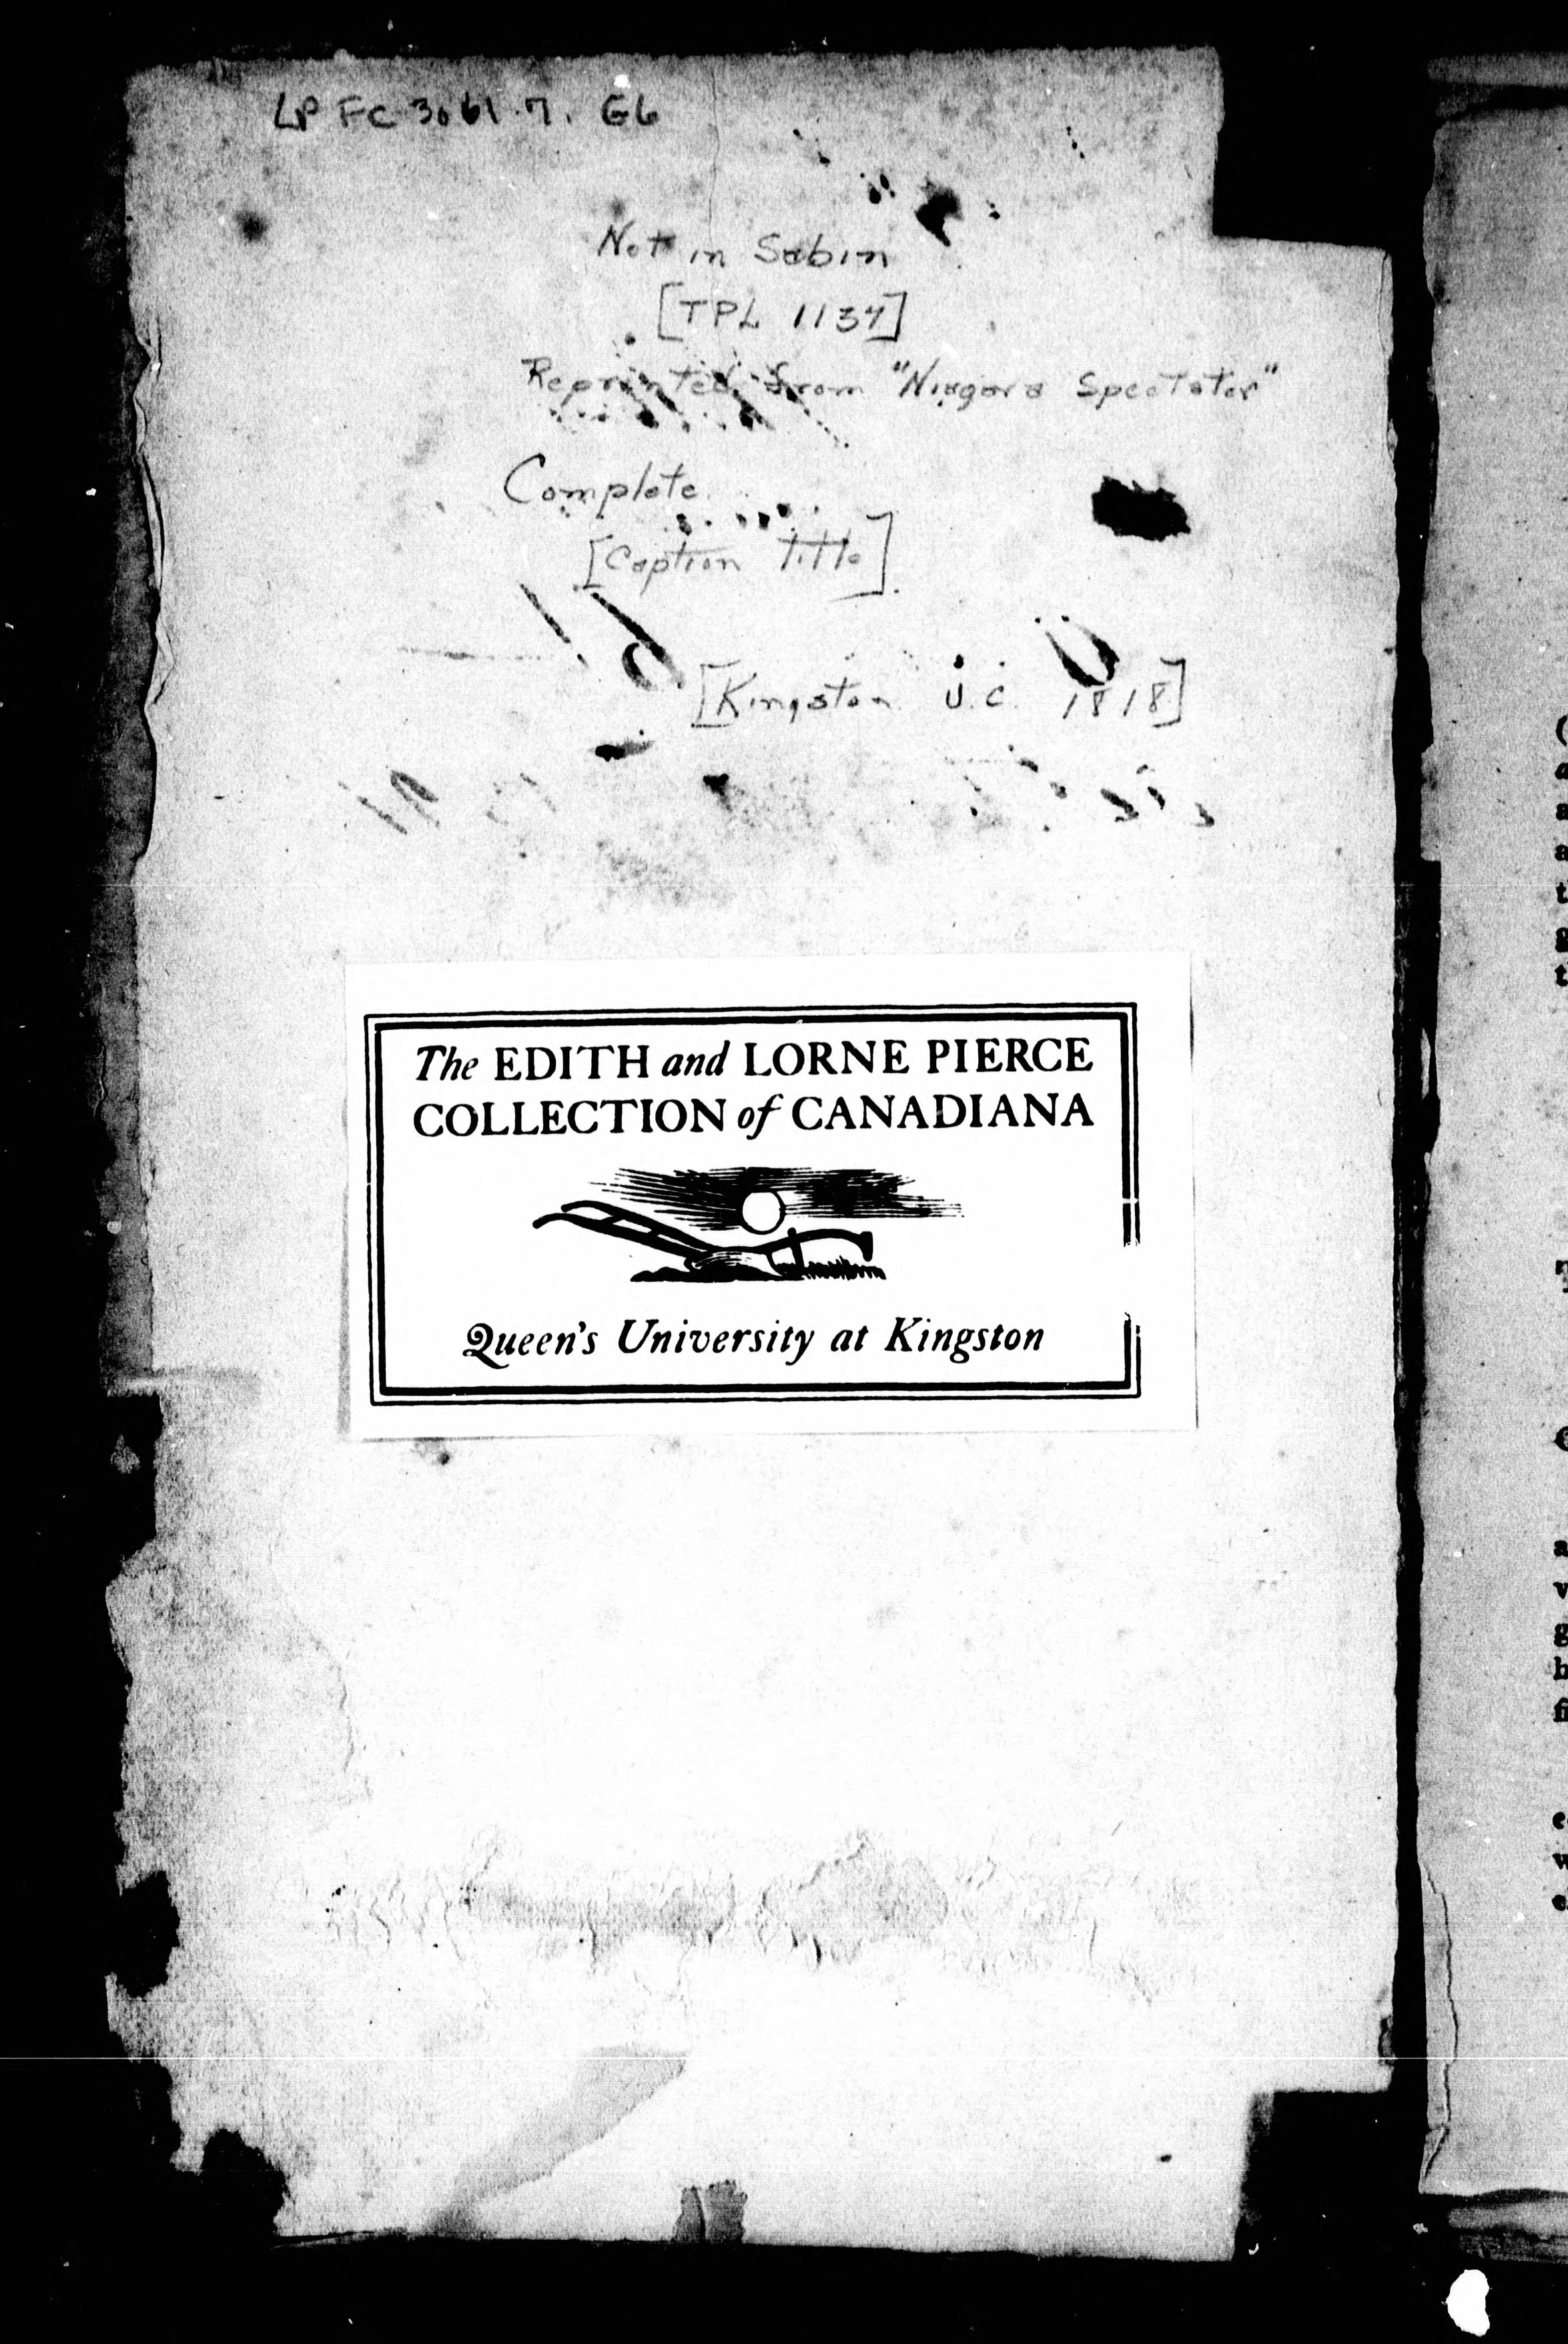 LP FC 3061.7. G6
Not in Sabin
[TPL 1137]
Reprinted from "Niagara Spectator"
Complete
[Caption title]
[Kingston U.C. 1818]
The EDITH and LORNE PIERCE
COLLECTION of CANADIANA
Queen's University at Kingston